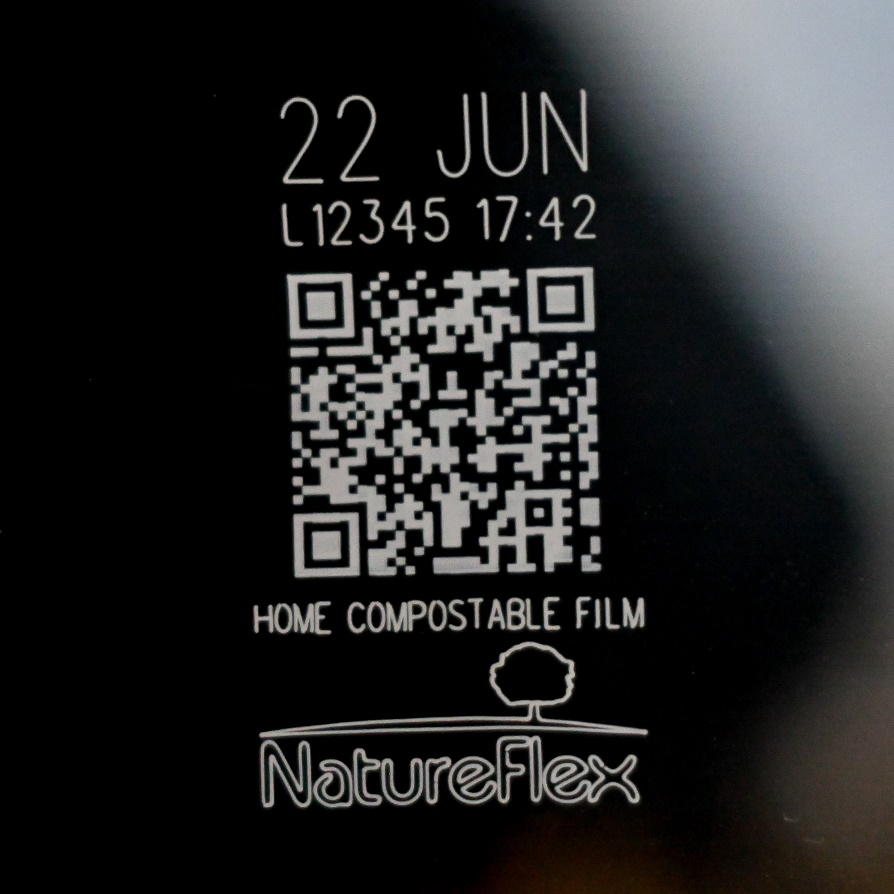 22 JUN
L12345 17:42
HOME COMPOSTABLE FILM
NatureFlex